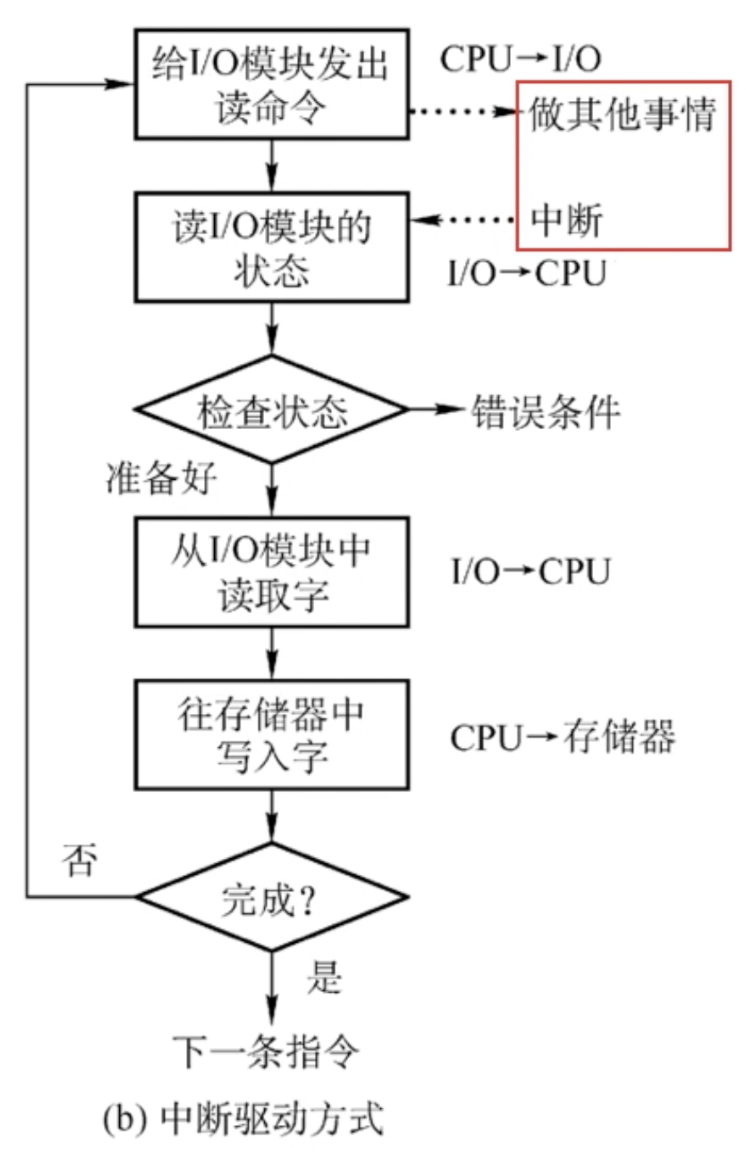 给I/O模块发出
读命令
CPU→I/O
做其他事情
读I/O模块的
状态
中断
I/O→CPU
检查状态
错误条件
准备好
从I/O模块中
读取字
I/O→CPU
往存储器中
写入字
CPU→存储器
否
完成？
是
下一条指令
(b) 中断驱动方式